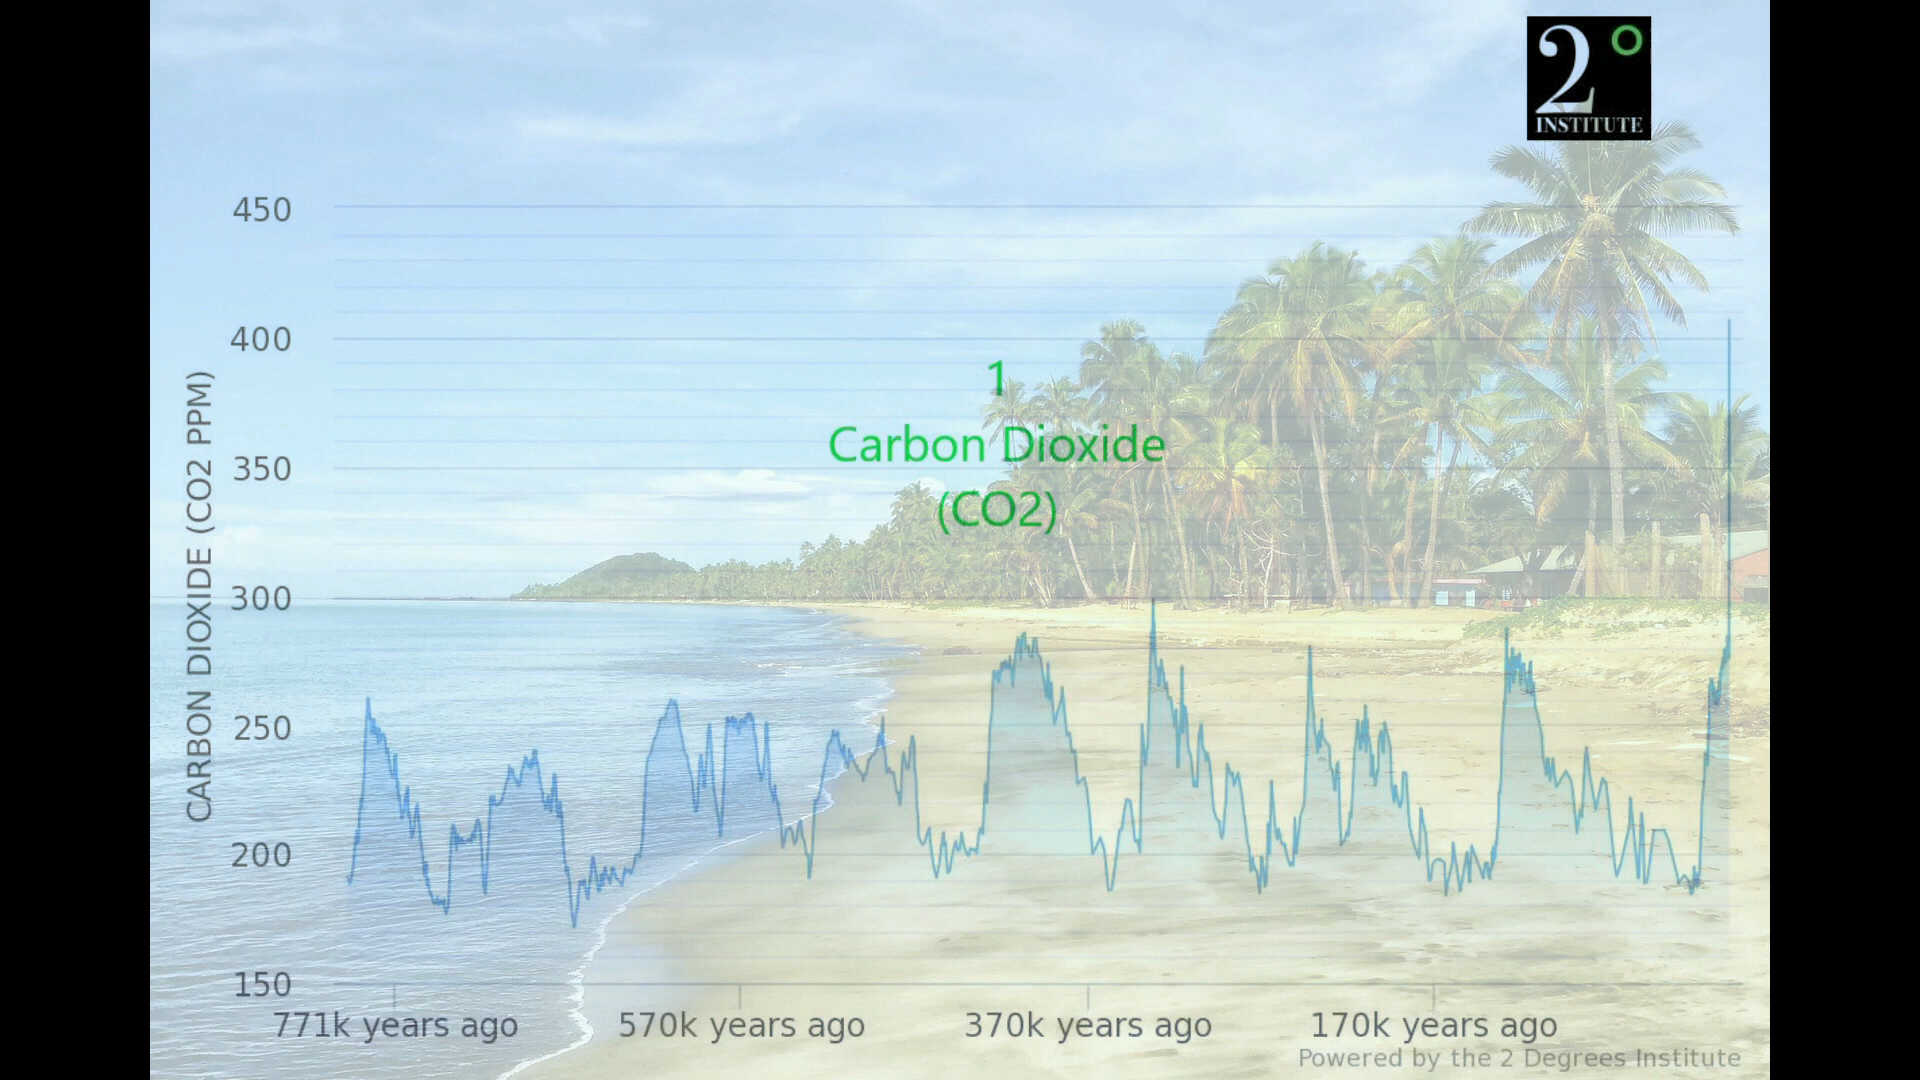 2°
INSTITUTE
450
400
350
300
250
200
150
CARBON DIOXIDE (CO2 PPM)
1
Carbon Dioxide
(CO2)
771k years ago
570k years ago
370k years ago
170k years ago
Powered by the 2 Degrees Institute